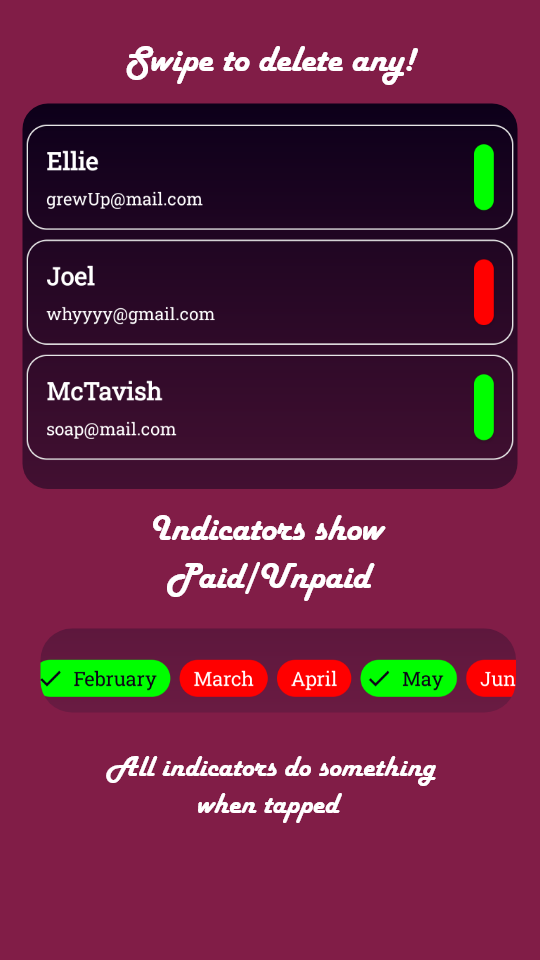 Swipe to delete any!
Ellie
grewUp@mail.com
Joel
whyyyy@gmail.com
McTavish
soap@mail.com
Indicators show
Paid/Unpaid
February March April May Jun
All indicators do something
when tapped